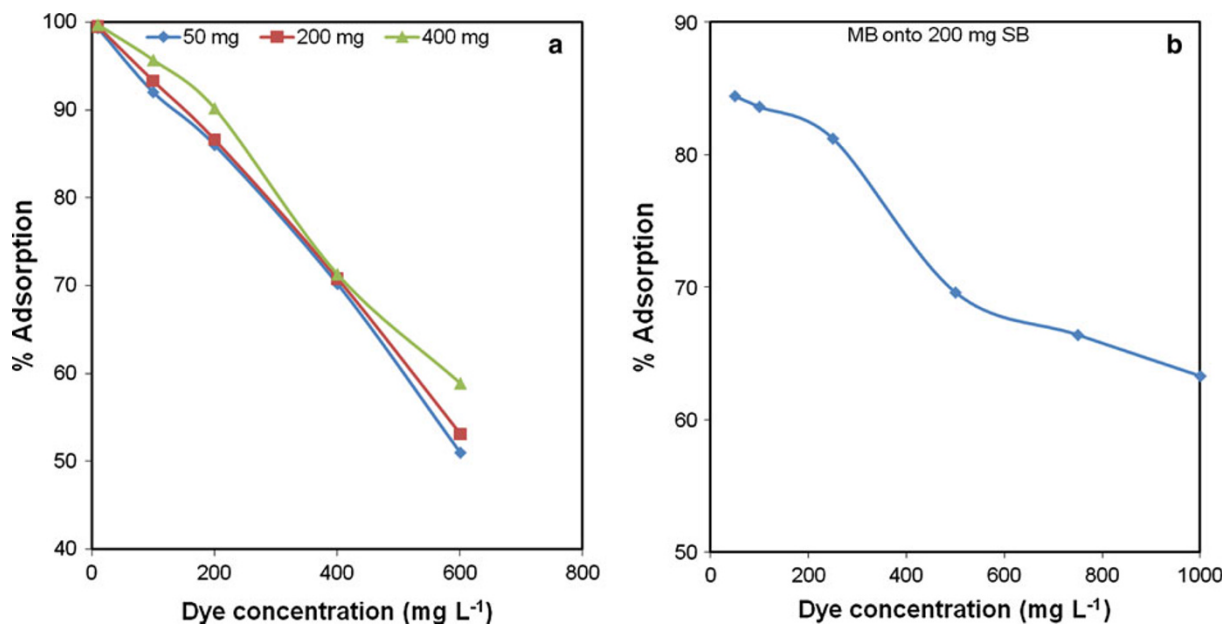 100
90
80
70
60
50
40
% Adsorption
50 mg 200 mg 400 mg
a
0 200 400 600 800
Dye concentration (mg L⁻¹)
90
80
70
60
50
% Adsorption
MB onto 200 mg SB
b
0 200 400 600 800 1000
Dye concentration (mg L⁻¹)